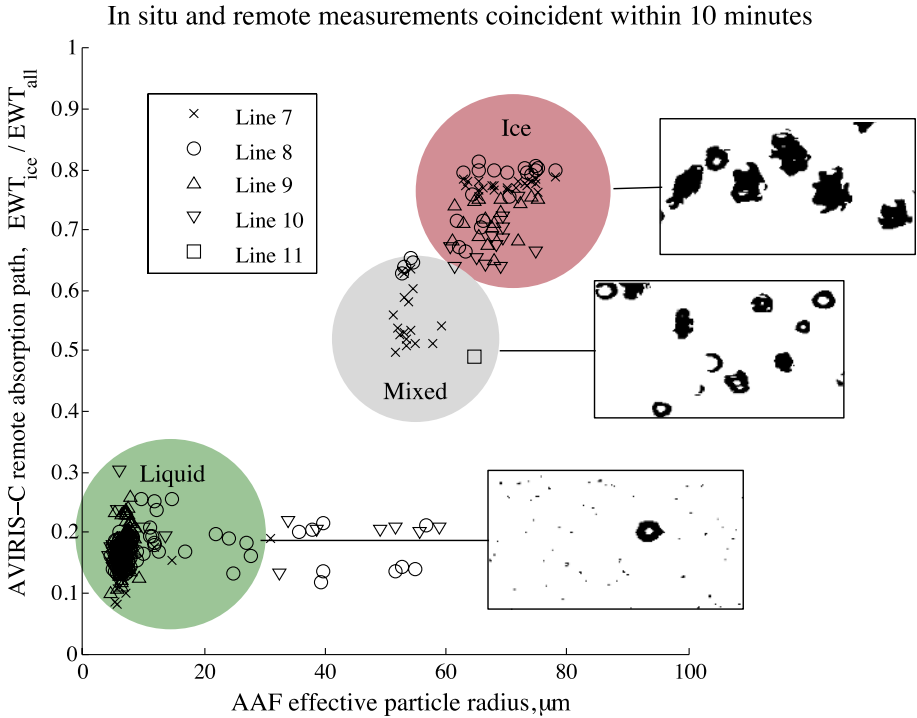 In situ and remote measurements coincident within 10 minutes
AVIRIS−C remote absorption path, EWTice / EWTall
1
0.9
0.8
0.7
0.6
0.5
0.4
0.3
0.2
0.1
0
Line 7
Line 8
Line 9
Line 10
Line 11
Ice
Mixed
Liquid
0
20
40
60
80
100
AAF effective particle radius,μm